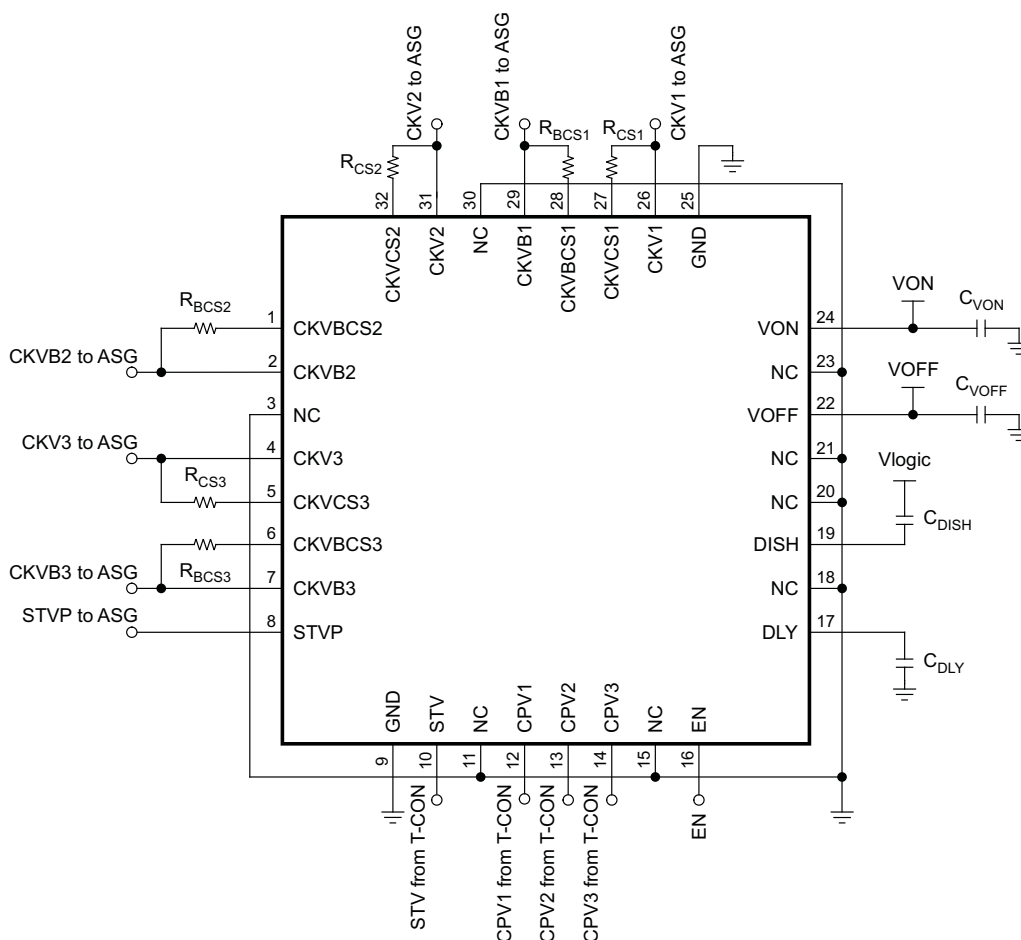 CKV2 to ASG
CKVB1 to ASG
CKV1 to ASG
RCS2
RBCS1
RCS1
32
31
30
29
28
27
26
25
CKVCS2
CKV2
NC
CKVB1
CKVBCS1
CKVCS1
CKV1
GND
RBCS2
1
CKVBCS2
CKVB2 to ASG
2
CKVB2
3
NC
CKV3 to ASG
4
CKV3
RCS3
5
CKVCS3
6
CKVBCS3
CKVB3 to ASG
RBCS3
7
CKVB3
STVP to ASG
8
STVP
VON
24
VON
CVON
NC
23
VOFF
22
VOFF
CVOFF
NC
21
Vlogic
NC
20
DISH
19
CDISH
NC
18
DLY
17
CDLY
GND
STV
NC
CPV1
CPV2
CPV3
NC
EN
9
10
11
12
13
14
15
16
STV from T-CON
CPV1 from T-CON
CPV2 from T-CON
CPV3 from T-CON
EN